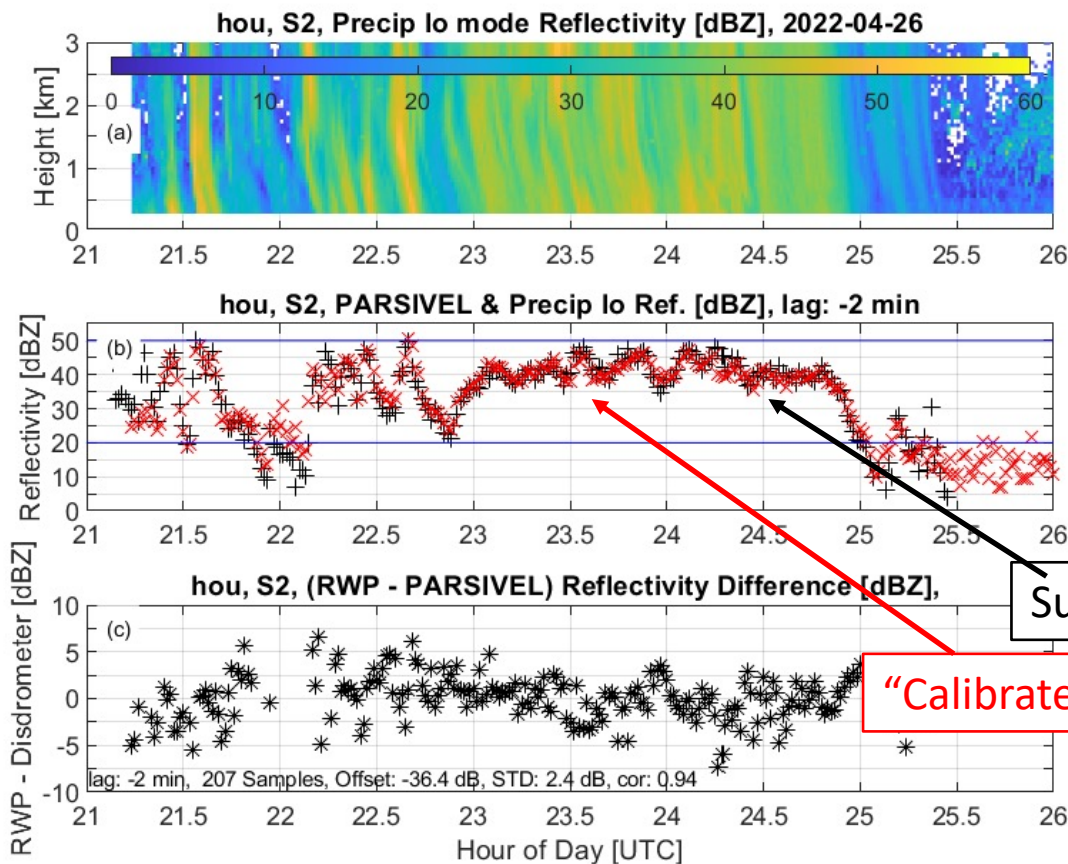 hou, S2, Precip lo mode Reflectivity [dBZ], 2022-04-26
Height [km]
3
2
1
0
(a)
0 10 20 30 40 50 60
21 21.5 22 22.5 23 23.5 24 24.5 25 25.5 26
hou, S2, PARSIVEL & Precip lo Ref. [dBZ], lag: -2 min
Reflectivity [dBZ]
50
40
30
20
10
0
(b)
21 21.5 22 22.5 23 23.5 24 24.5 25 25.5 26
Su
hou, S2, (RWP - PARSIVEL) Reflectivity Difference [dBZ],
RWP - Disdrometer [dBZ]
10
5
0
-5
-10
(c)
“Calibrate
lag: -2 min, 207 Samples, Offset: -36.4 dB, STD: 2.4 dB, cor: 0.94
21 21.5 22 22.5 23 23.5 24 24.5 25 25.5 26
Hour of Day [UTC]